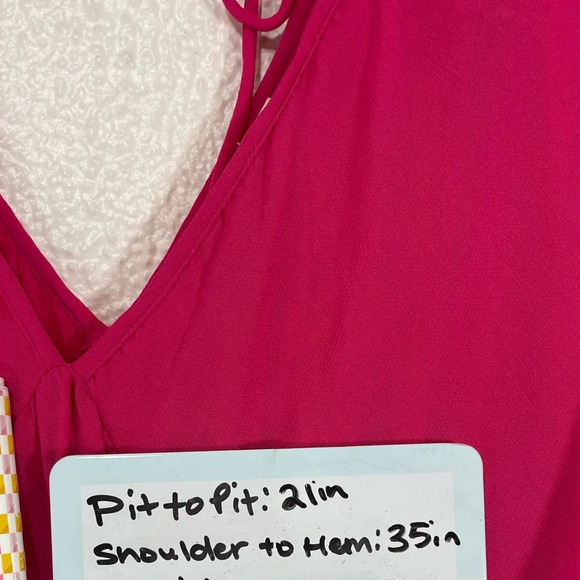 Pit to Pit: 21in
Shoulder to Hem: 35in